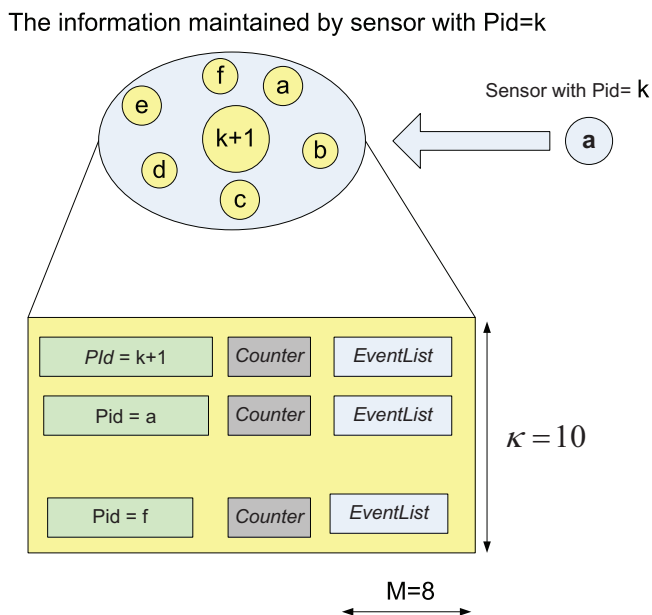 The information maintained by sensor with Pid=k
f
a
e
k+1
b
d
c
Sensor with Pid= k
a
PId = k+1 Counter EventList
Pid = a Counter EventList
κ = 10
Pid = f Counter EventList
M=8